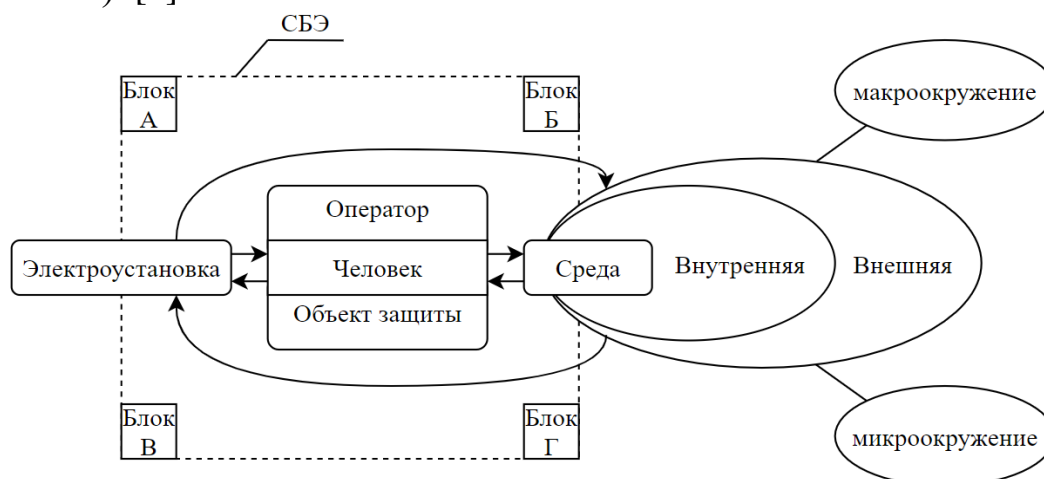 СБЭ
Блок
А
Блок
Б
макроокружение
Оператор
Электроустановка
Человек
Среда
Внутренняя
Внешняя
Объект защиты
Блок
В
Блок
Г
микроокружение